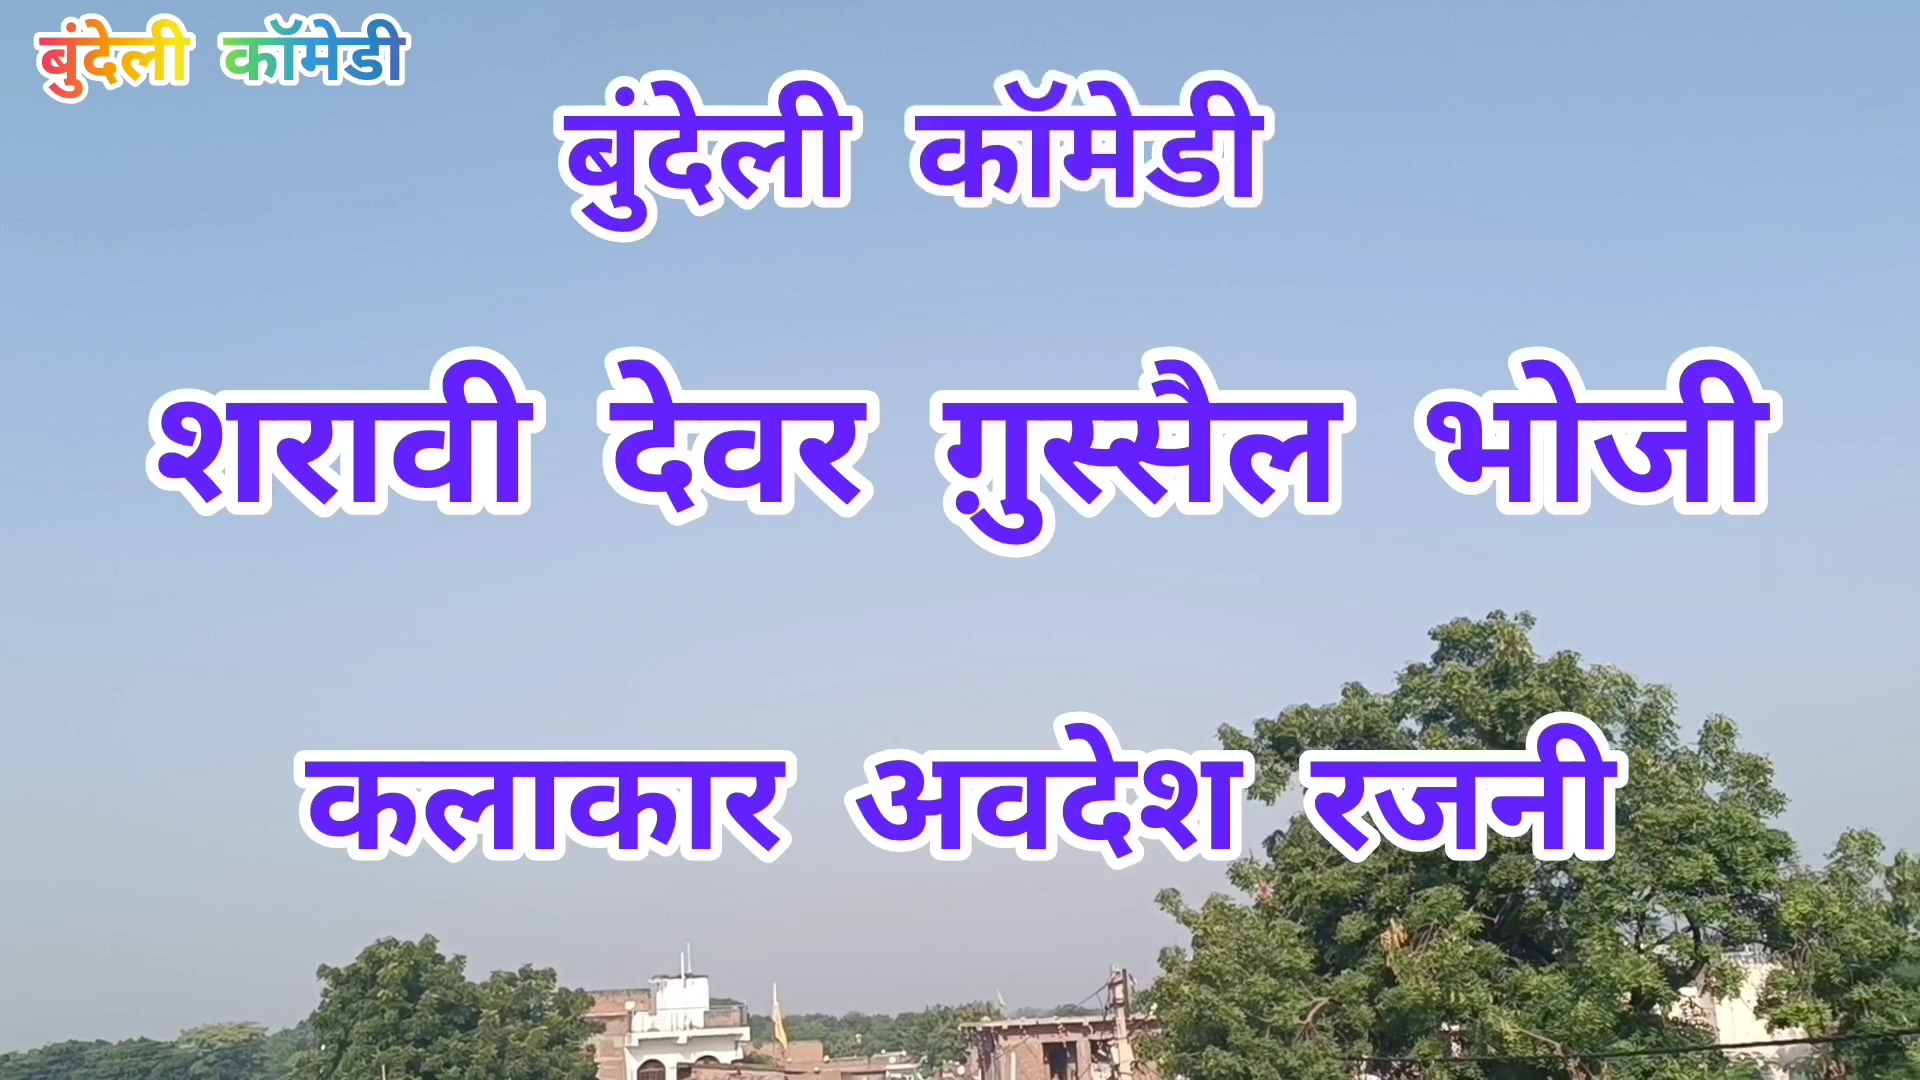 बुंदेली कॉमेडी
बुंदेली कॉमेडी
शरावी देवर ग़ुस्सैल भोजी
कलाकार अवदेश रजनी